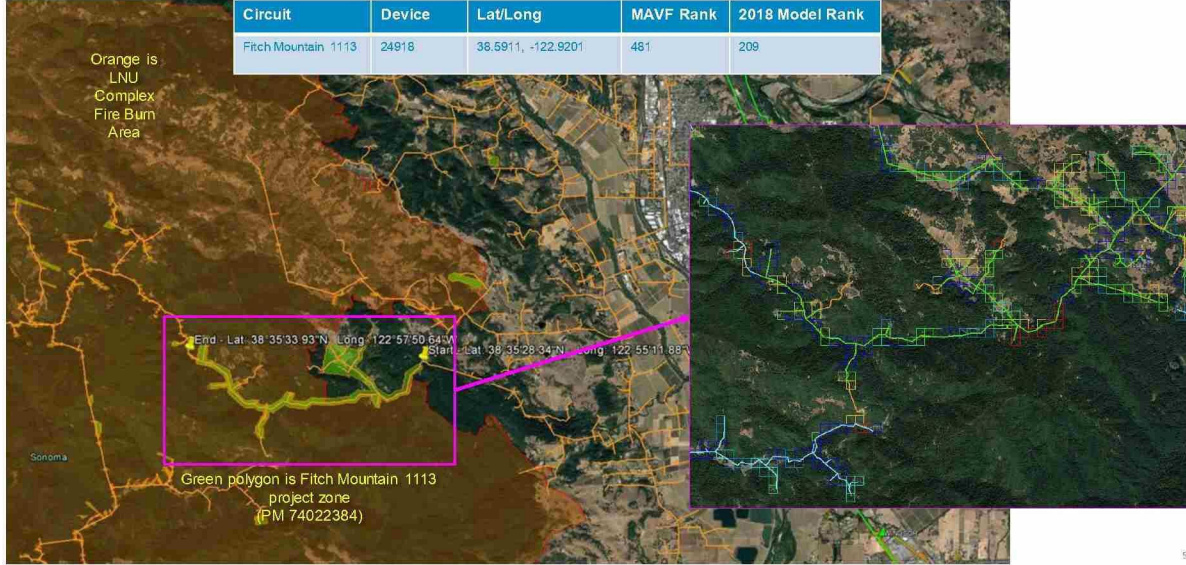 Circuit Device Lat/Long MAVF Rank 2018 Model Rank
Fitch Mountain 1113 24918 38.5911, -122.9201 481 209
Orange is
LNU
Complex
Fire Burn
Area
End - Lat: 38°35'33.93"N Long: 122°57'50.64"W
Start - Lat: 38°35'28.34"N Long: 122°55'11.88"W
Sonoma
Green polygon is Fitch Mountain 1113
project zone
(PM 74022384)